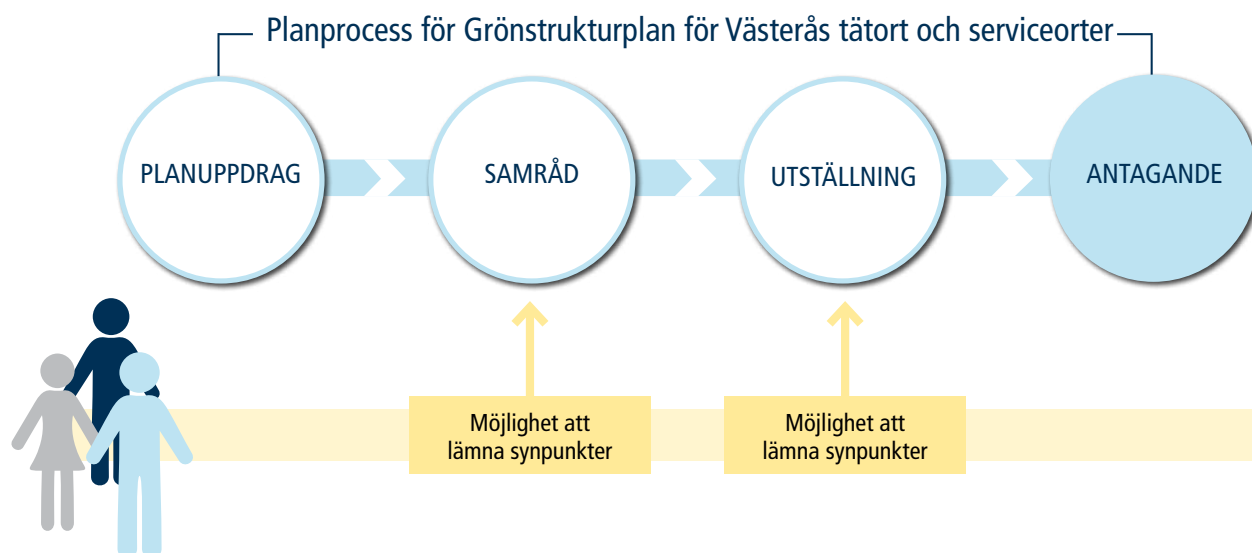 Planprocess för Grönstrukturplan för Västerås tätort och serviceorter
PLANUPPDRAG
SAMRÅD
UTSTÄLLNING
ANTAGANDE
Möjlighet att
lämna synpunkter
Möjlighet att
lämna synpunkter